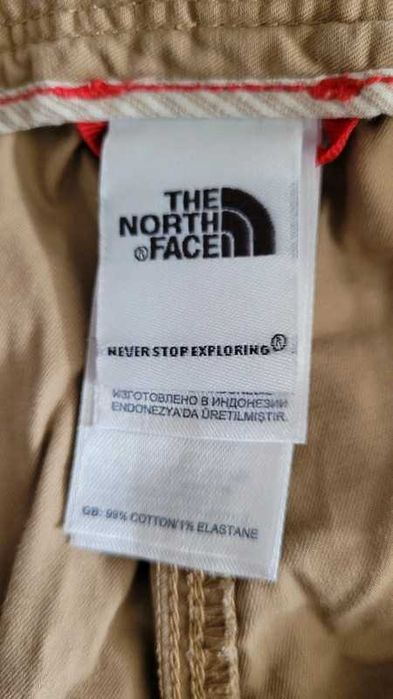 THE
NORTH
®FACE
NEVER STOP EXPLORING®
ИЗГОТОВЛЕНО В ИНДОНЕЗИИ
ENDONEZYA'DA ÜRETILMIŞTIR.
GB: 99% COTTON/1% ELASTANE